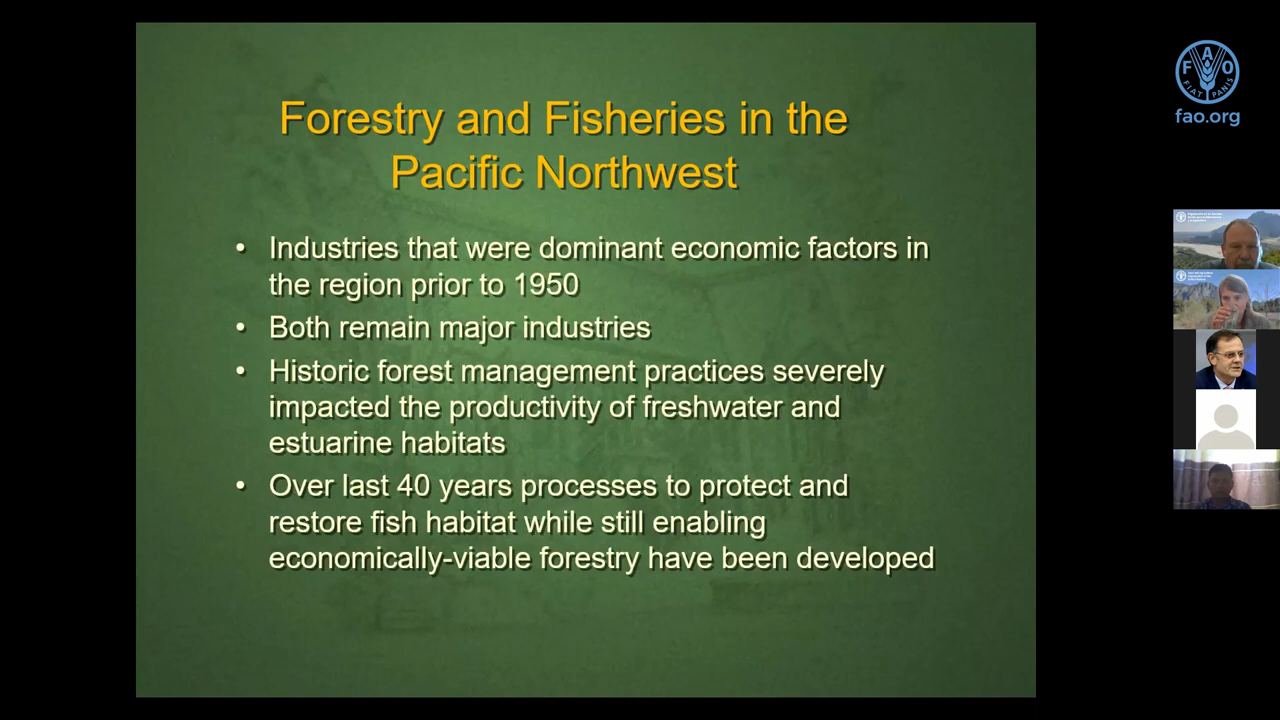 Forestry and Fisheries in the
Pacific Northwest
• Industries that were dominant economic factors in
the region prior to 1950
• Both remain major industries
• Historic forest management practices severely
impacted the productivity of freshwater and
estuarine habitats
• Over last 40 years processes to protect and
restore fish habitat while still enabling
economically-viable forestry have been developed
F A O
FIAT PANIS
fao.org